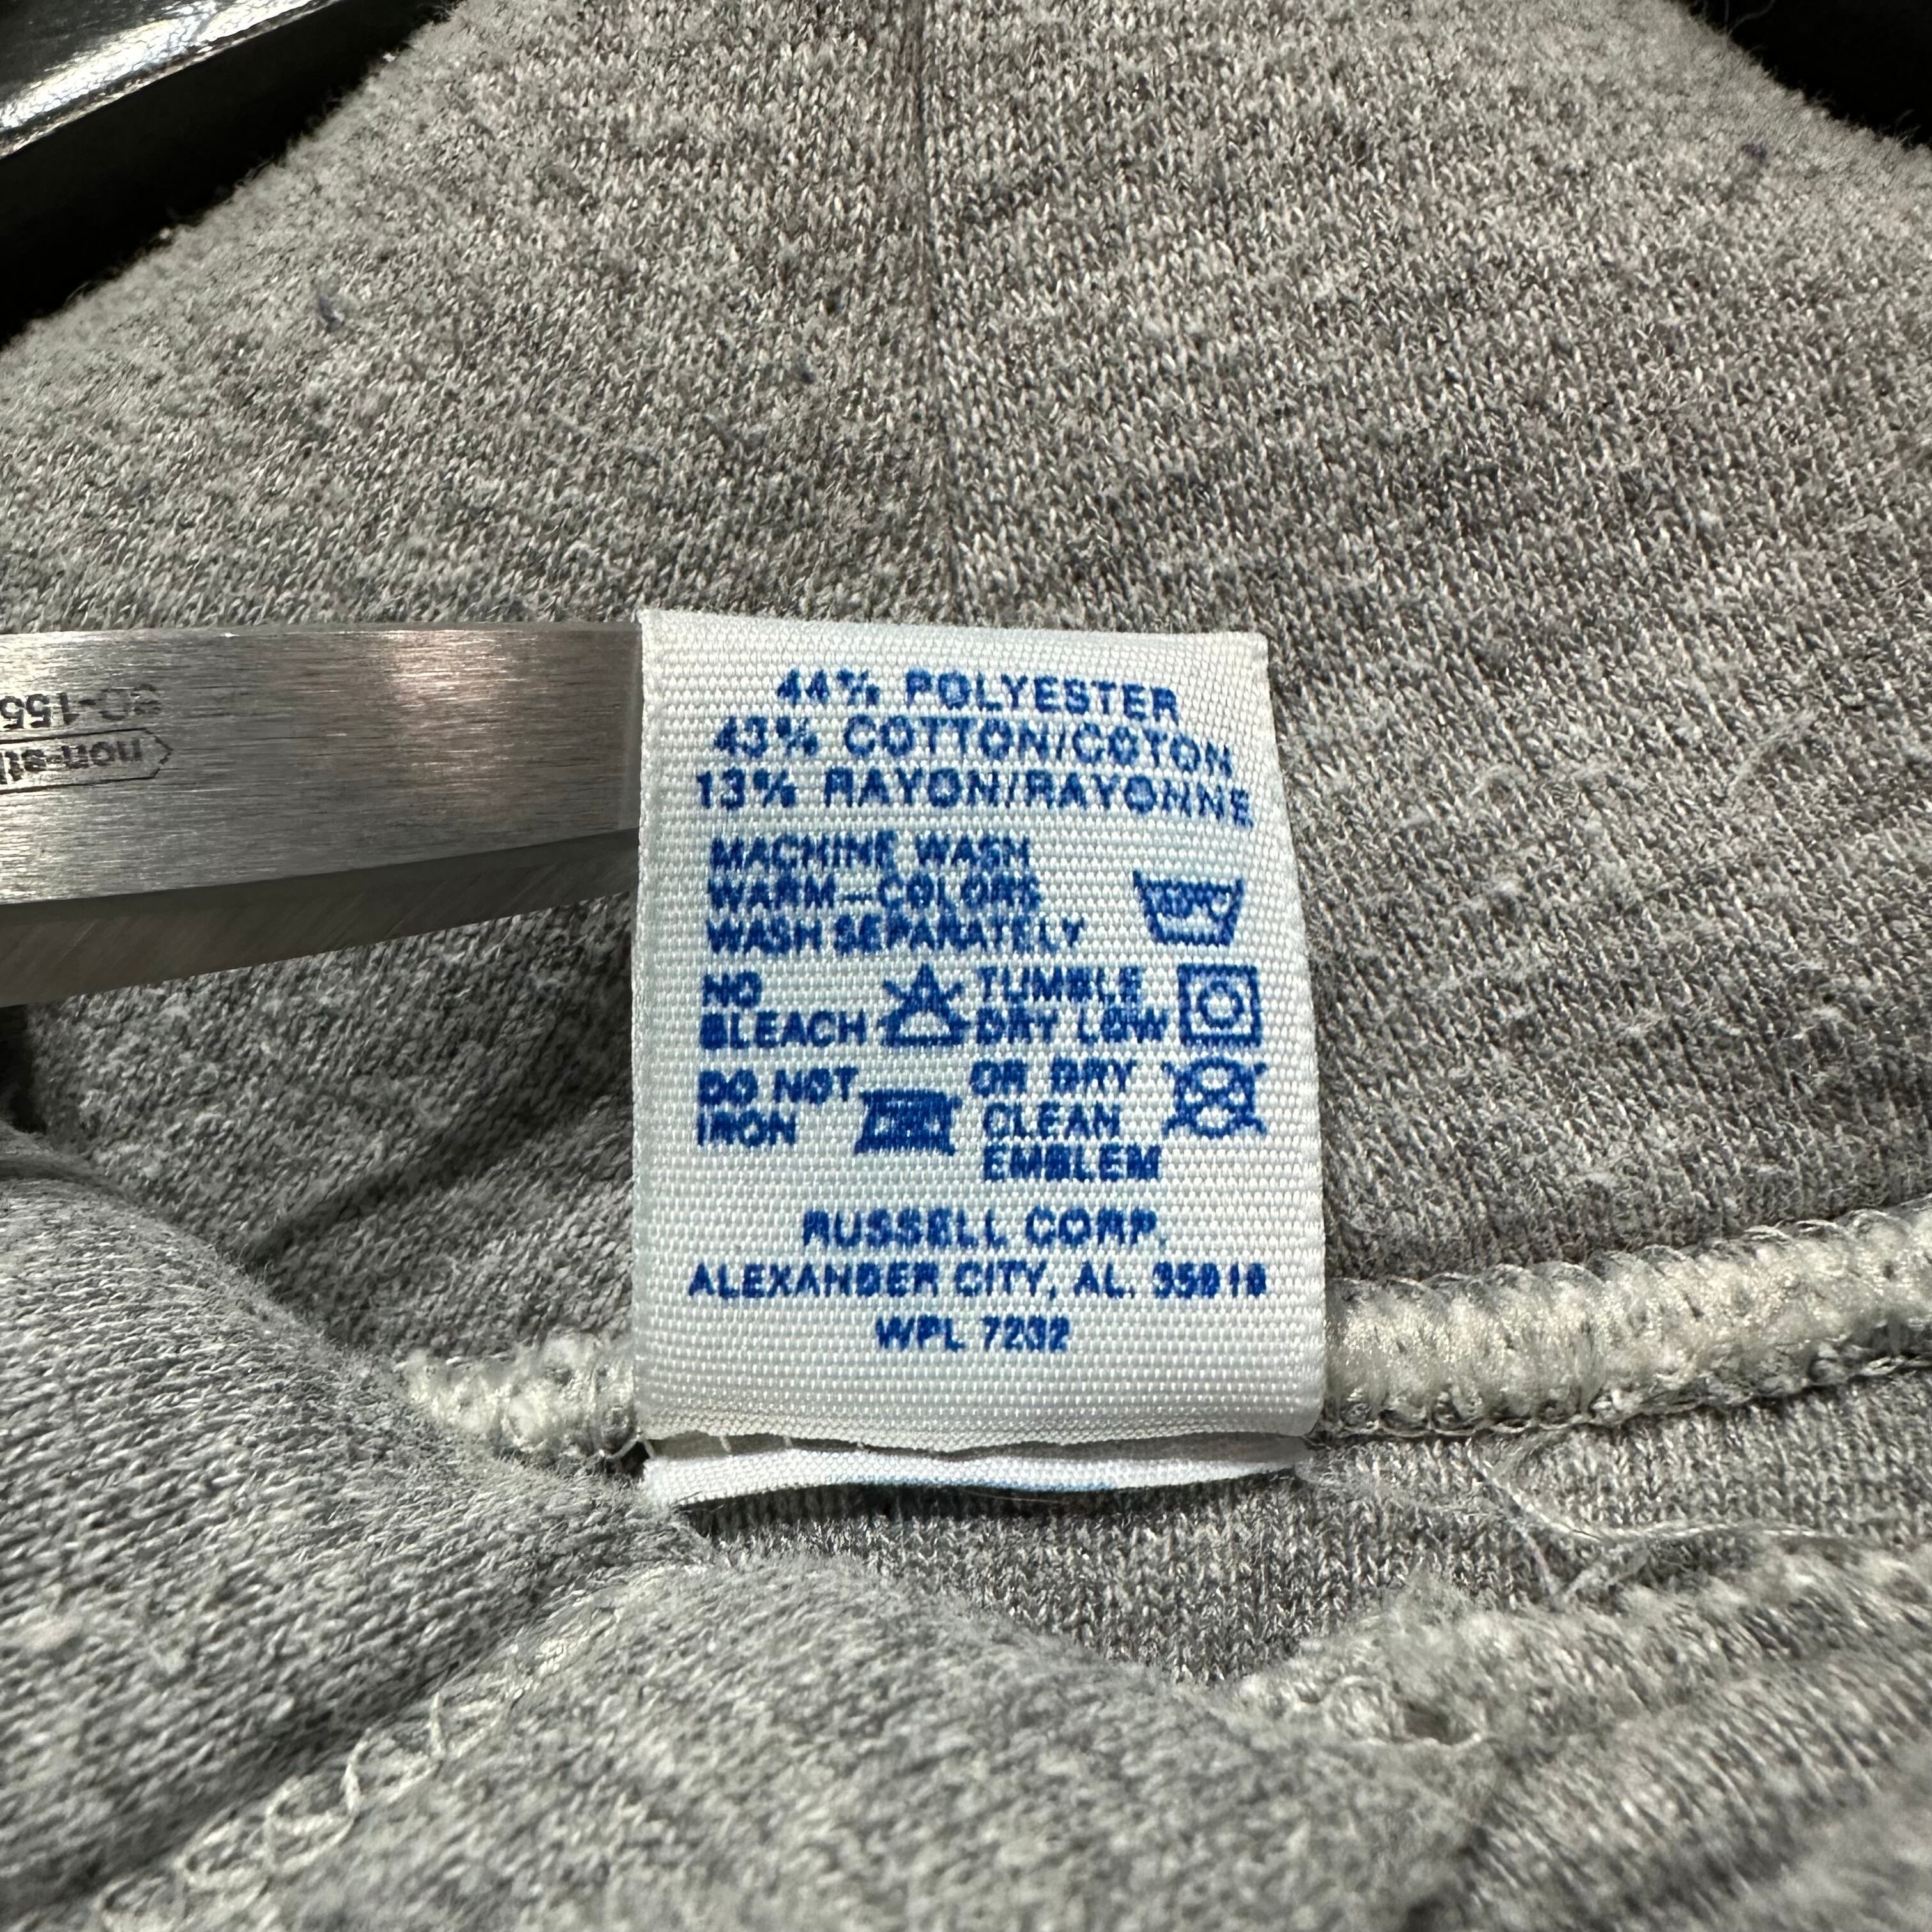 44% POLYESTER
43% COTTON/COTON
13% RAYON/RAYONNE
MACHINE WASH
WARM—COLORS
WASH SEPARATELY
NO
BLEACH
TUMBLE
DRY LOW
DO NOT
IRON
OR DRY
CLEAN
EMBLEM
RUSSELL CORP.
ALEXANDER CITY, AL. 35010
WPL 7232